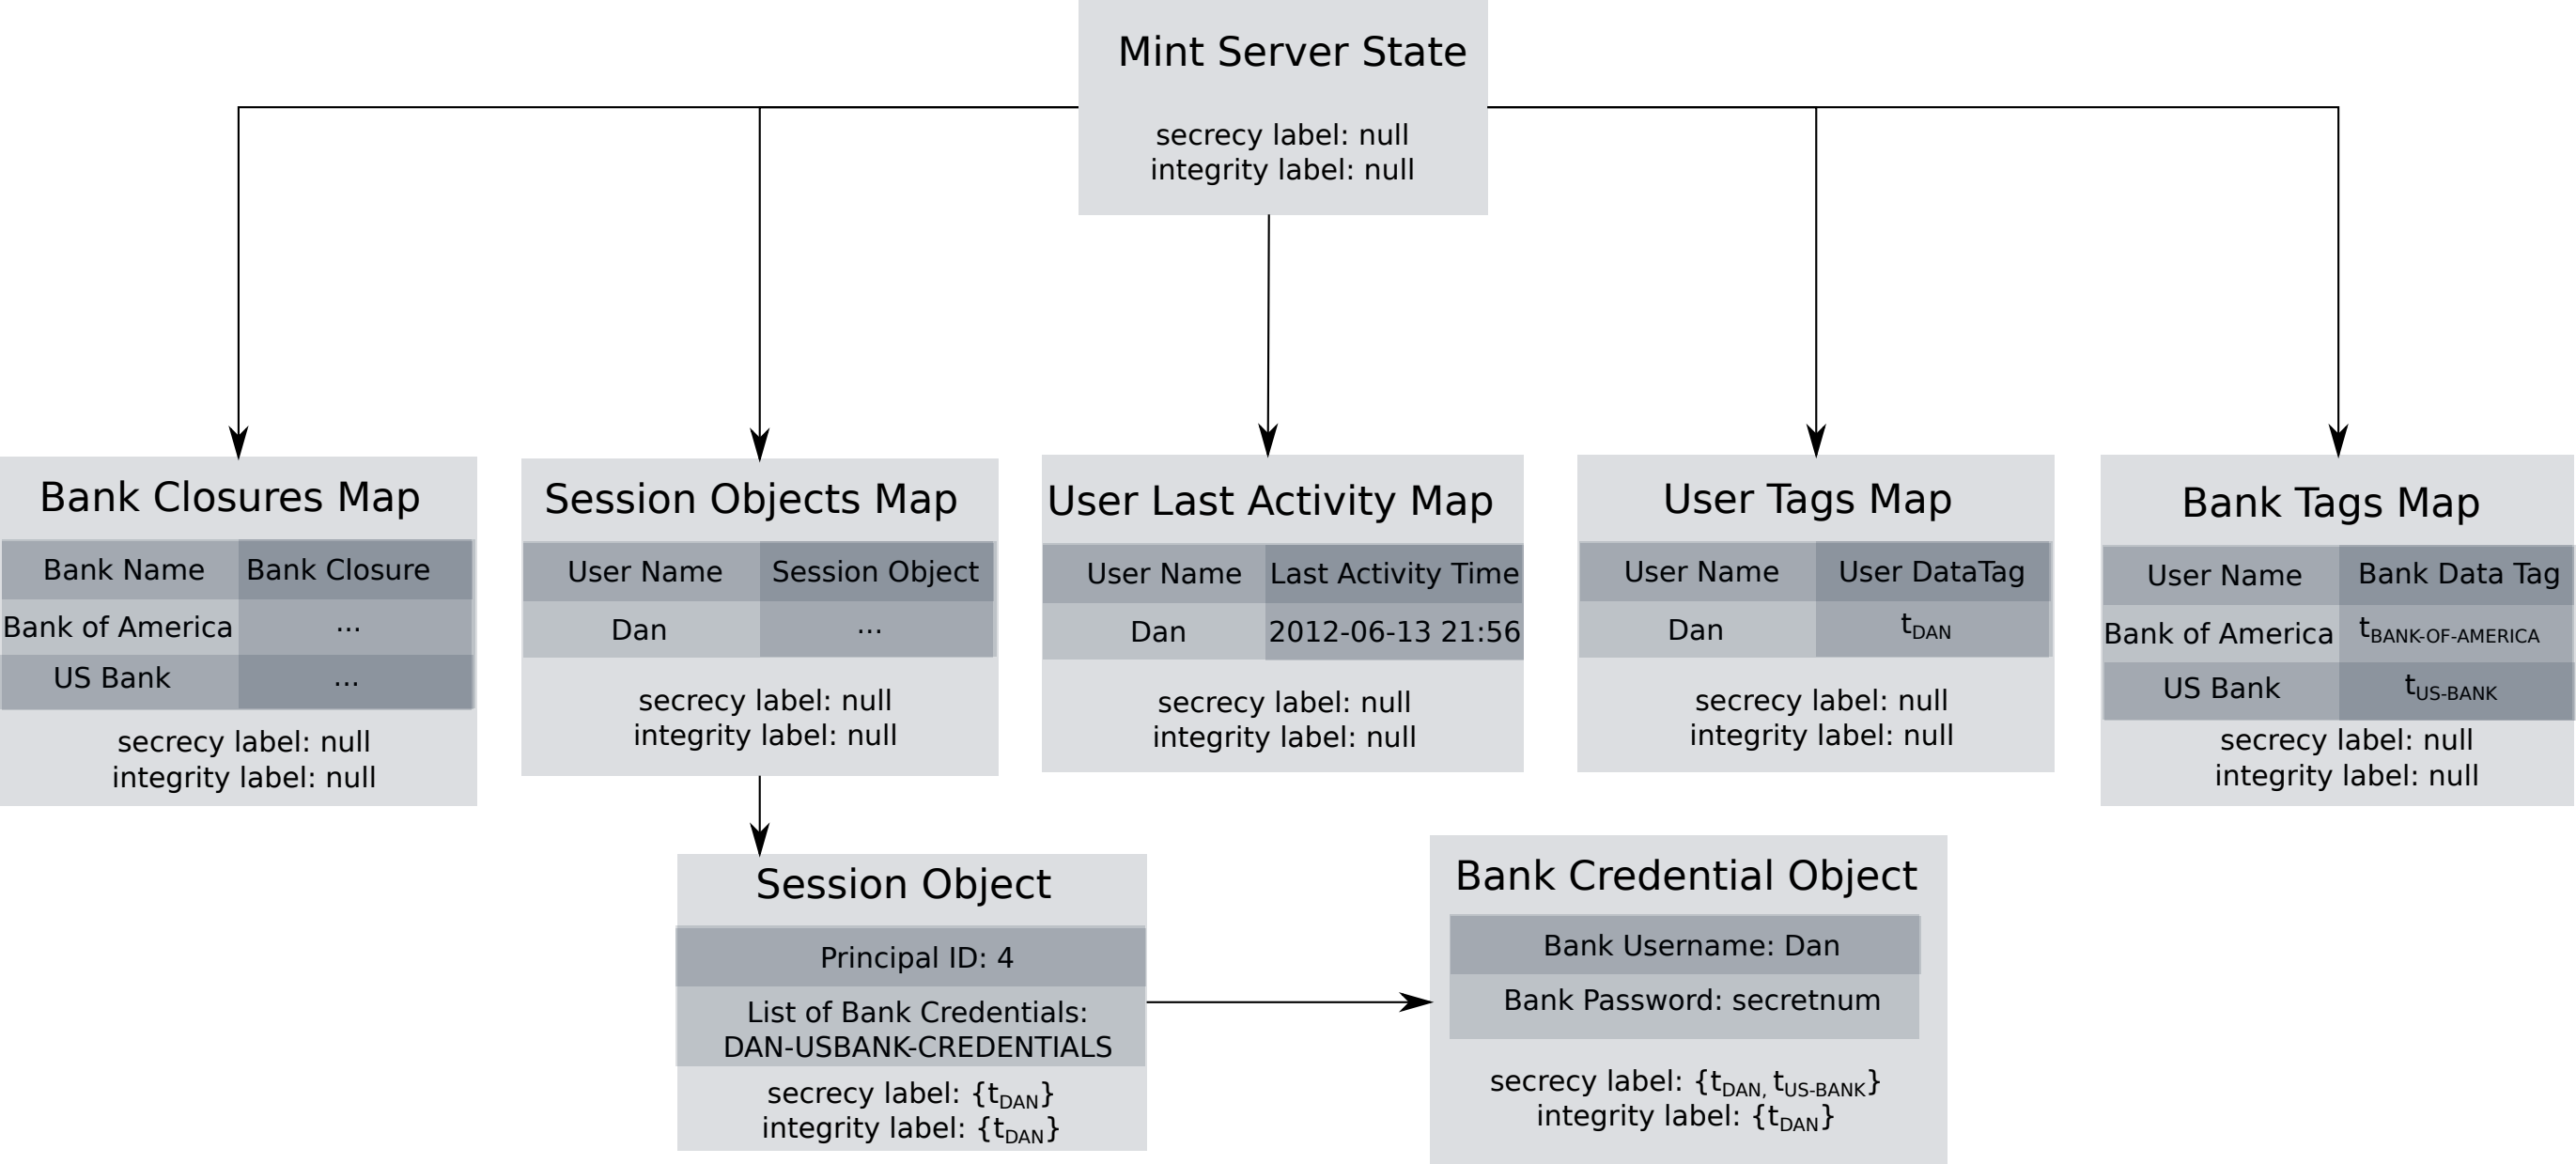 Mint Server State
secrecy label: null
integrity label: null
Bank Closures Map
Bank Name Bank Closure
Bank of America ...
US Bank ...
secrecy label: null
integrity label: null
Session Objects Map
User Name Session Object
Dan ...
secrecy label: null
integrity label: null
User Last Activity Map
User Name Last Activity Time
Dan 2012-06-13 21:56
secrecy label: null
integrity label: null
User Tags Map
User Name User DataTag
Dan tDAN
secrecy label: null
integrity label: null
Bank Tags Map
User Name Bank Data Tag
Bank of America tBANK-OF-AMERICA
US Bank tUS-BANK
secrecy label: null
integrity label: null
Session Object
Principal ID: 4
List of Bank Credentials:
DAN-USBANK-CREDENTIALS
secrecy label: {tDAN}
integrity label: {tDAN}
Bank Credential Object
Bank Username: Dan
Bank Password: secretnum
secrecy label: {tDAN, tUS-BANK}
integrity label: {tDAN}